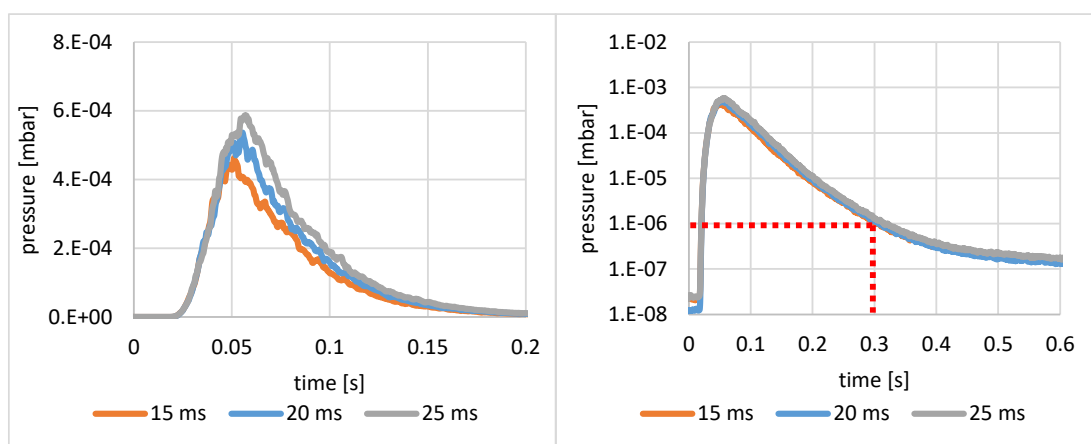 8.E-04
6.E-04
4.E-04
2.E-04
0.E+00
pressure [mbar]
0
0.05
0.1
0.15
0.2
time [s]
15 ms
20 ms
25 ms
1.E-02
1.E-03
1.E-04
1.E-05
1.E-06
1.E-07
1.E-08
pressure [mbar]
0
0.1
0.2
0.3
0.4
0.5
0.6
time [s]
15 ms
20 ms
25 ms